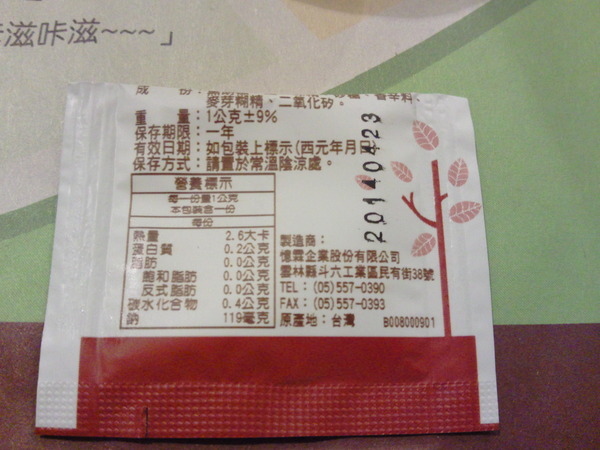 滋咔滋~~~」
成 份：
麥芽糊精、二氧化矽。
重 量：1公克±9%
保存期限：一年
有效日期：如包裝上標示(西元年月日
保存方式：請置於常溫陰涼處。
20140423
營養標示
每一份量1公克
本包裝含一份
每份
熱量 2.6大卡
蛋白質 0.2公克
脂肪 0.0公克
飽和脂肪 0.0公克
反式脂肪 0.0公克
碳水化合物 0.4公克
鈉 119毫克
製造商：
憶霖企業股份有限公司
雲林縣斗六工業區民有街38號
TEL：(05)557-0390
FAX：(05)557-0393
原產地：台灣 B008000901